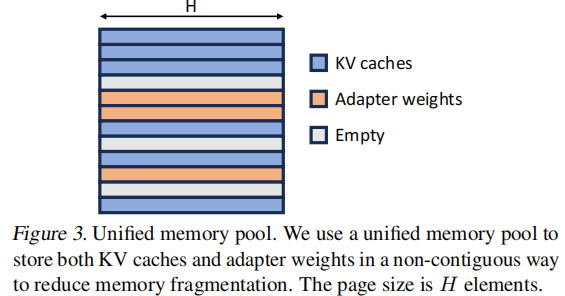 H
KV caches
Adapter weights
Empty
Figure 3. Unified memory pool. We use a unified memory pool to
store both KV caches and adapter weights in a non-contiguous way
to reduce memory fragmentation. The page size is H elements.